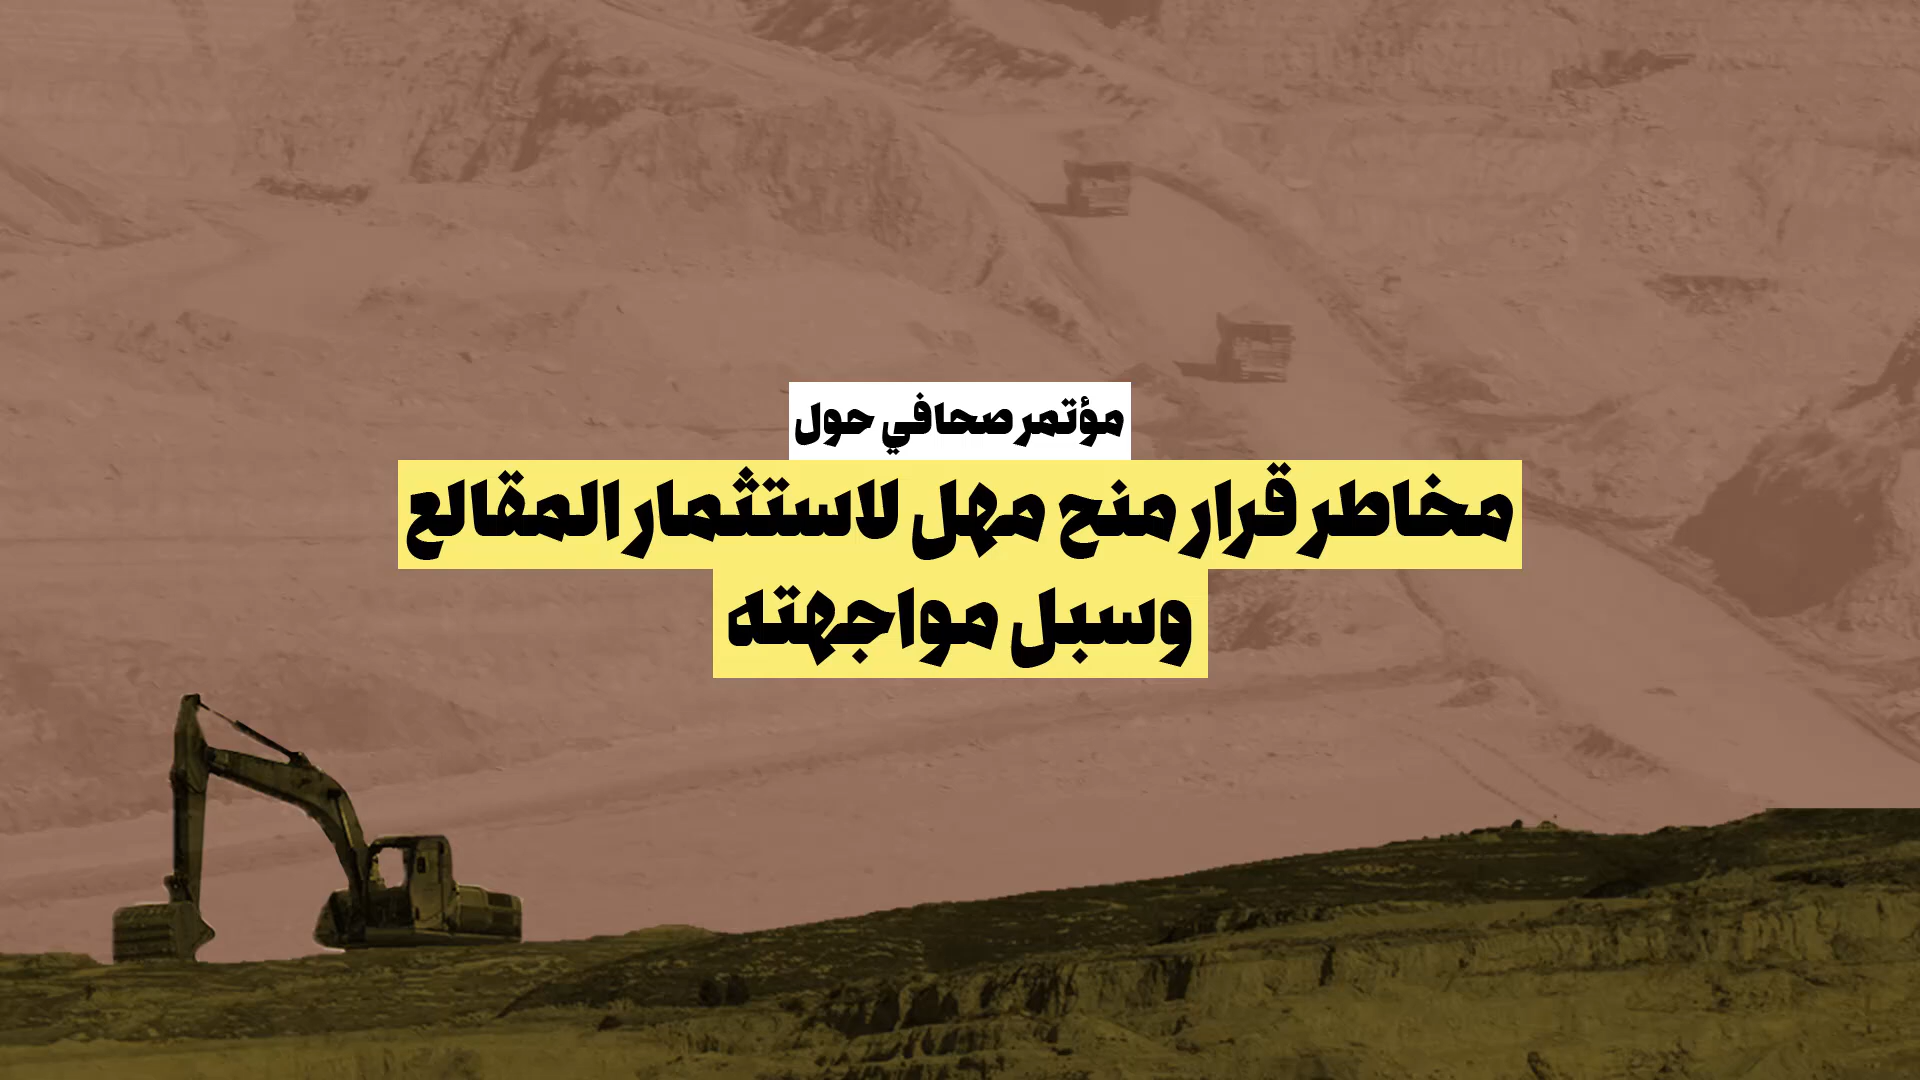 مؤتمر صحافي حول
مخاطر قرار منح مهل لاستثمار المقالع
وسبل مواجهته